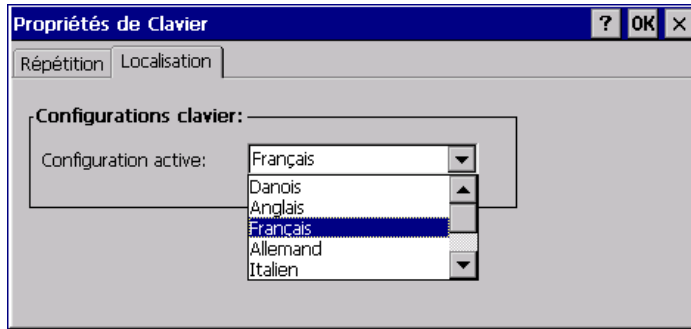 Propriétés de Clavier ? OK ×
Répétition Localisation
Configurations clavier:
Configuration active: Français
Danois
Anglais
Français
Allemand
Italien